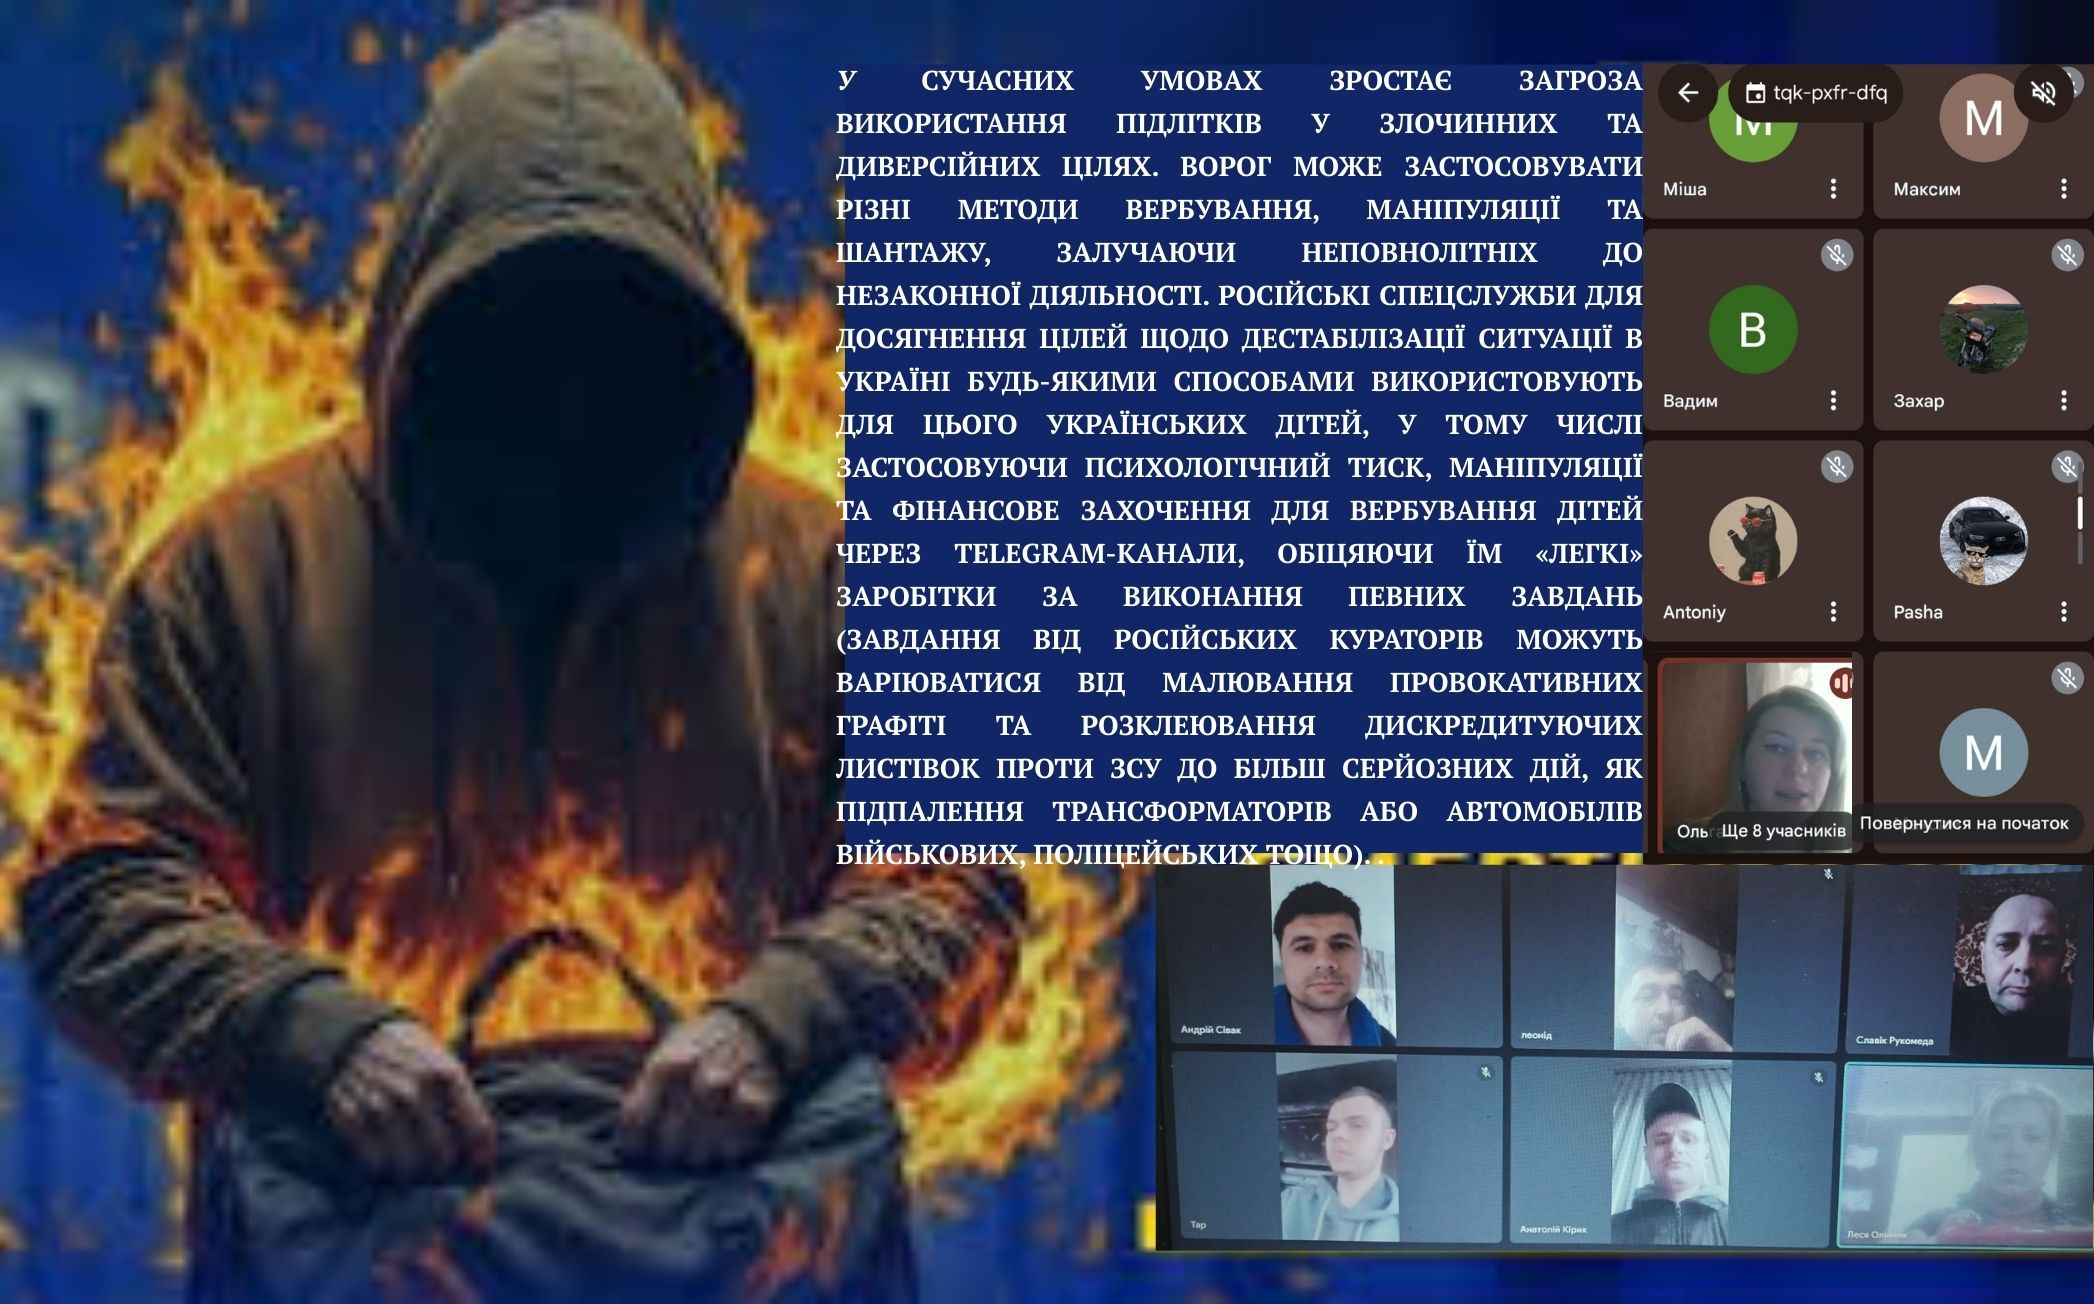 У СУЧАСНИХ УМОВАХ ЗРОСТАЄ ЗАГРОЗА
ВИКОРИСТАННЯ ПІДЛІТКІВ У ЗЛОЧИННИХ ТА
ДИВЕРСІЙНИХ ЦІЛЯХ. ВОРОГ МОЖЕ ЗАСТОСОВУВАТИ
РІЗНІ МЕТОДИ ВЕРБУВАННЯ, МАНІПУЛЯЦІЇ ТА
ШАНТАЖУ, ЗАЛУЧАЮЧИ НЕПОВНОЛІТНІХ ДО
НЕЗАКОННОЇ ДІЯЛЬНОСТІ. РОСІЙСЬКІ СПЕЦСЛУЖБИ ДЛЯ
ДОСЯГНЕННЯ ЦІЛЕЙ ЩОДО ДЕСТАБІЛІЗАЦІЇ СИТУАЦІЇ В
УКРАЇНІ БУДЬ-ЯКИМИ СПОСОБАМИ ВИКОРИСТОВУЮТЬ
ДЛЯ ЦЬОГО УКРАЇНСЬКИХ ДІТЕЙ, У ТОМУ ЧИСЛІ
ЗАСТОСОВУЮЧИ ПСИХОЛОГІЧНИЙ ТИСК, МАНІПУЛЯЦІЇ
ТА ФІНАНСОВЕ ЗАХОЧЕННЯ ДЛЯ ВЕРБУВАННЯ ДІТЕЙ
ЧЕРЕЗ TELEGRAM-КАНАЛИ, ОБІЦЯЮЧИ ЇМ «ЛЕГКІ»
ЗАРОБІТКИ ЗА ВИКОНАННЯ ПЕВНИХ ЗАВДАНЬ
(ЗАВДАННЯ ВІД РОСІЙСЬКИХ КУРАТОРІВ МОЖУТЬ
ВАРІЮВАТИСЯ ВІД МАЛЮВАННЯ ПРОВОКАТИВНИХ
ГРАФІТІ ТА РОЗКЛЕЮВАННЯ ДИСКРЕДИТУЮЧИХ
ЛИСТІВОК ПРОТИ ЗСУ ДО БІЛЬШ СЕРЙОЗНИХ ДІЙ, ЯК
ПІДПАЛЕННЯ ТРАНСФОРМАТОРІВ АБО АВТОМОБІЛІВ
ВІЙСЬКОВИХ, ПОЛІЦЕЙСЬКИХ ТОЩО). .
tqk-pxfr-dfq
М М
Міша Максим
В
Вадим Захар
Antoniy Pasha
М
Ще 8 учасників Повернутися на початок
Андрій Сівак леонід Славік Рукомеда
Тар Анатолій Кірик Леся Олійник